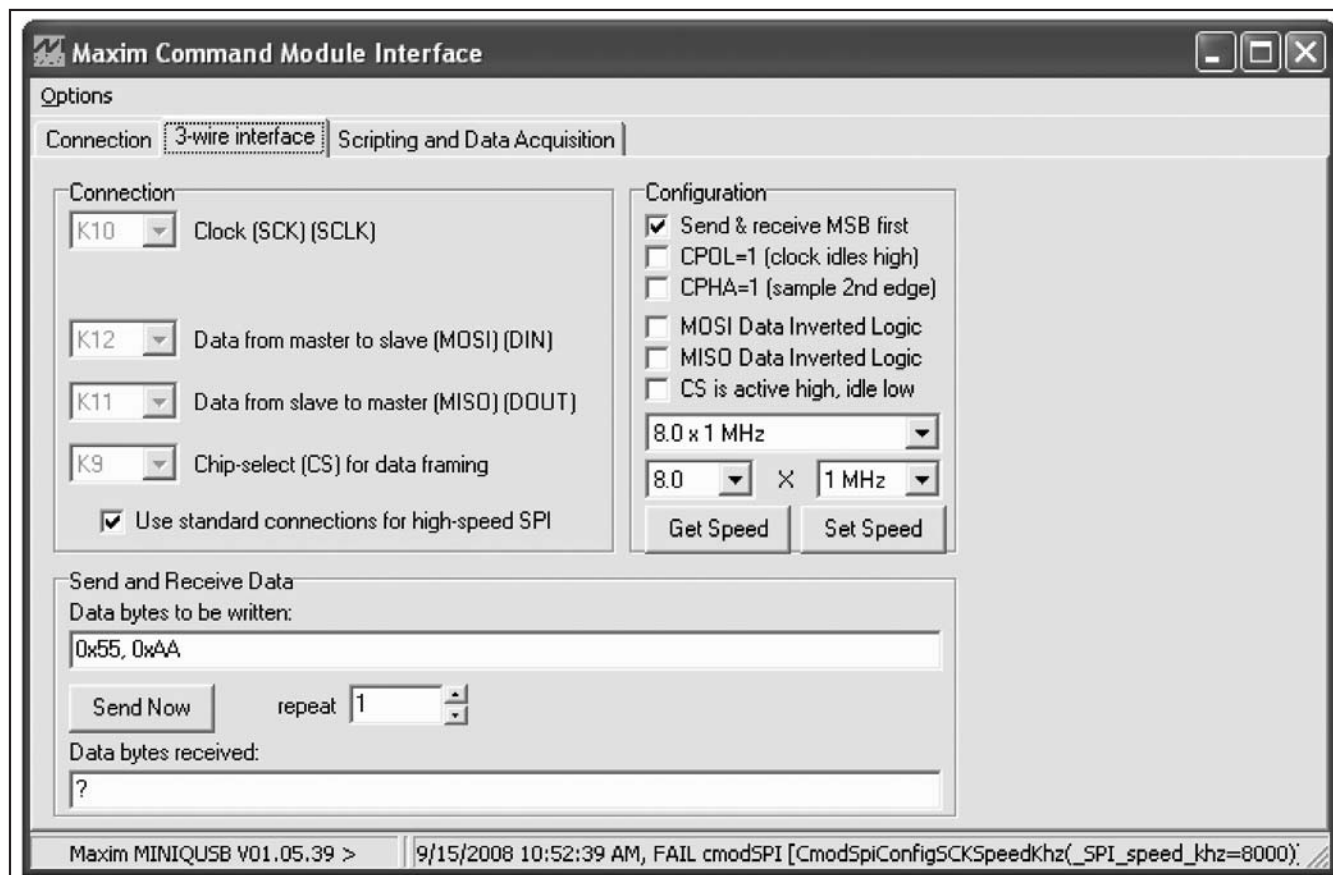 Maxim Command Module Interface
Options
Connection 3-wire interface Scripting and Data Acquisition
Connection
K10 Clock (SCK) (SCLK)
K12 Data from master to slave (MOSI) (DIN)
K11 Data from slave to master (MISO) (DOUT)
K9 Chip-select (CS) for data framing
Use standard connections for high-speed SPI
Configuration
Send & receive MSB first
CPOL=1 (clock idles high)
CPHA=1 (sample 2nd edge)
MOSI Data Inverted Logic
MISO Data Inverted Logic
CS is active high, idle low
8.0 x 1 MHz
8.0 X 1 MHz
Get Speed Set Speed
Send and Receive Data
Data bytes to be written:
0x55, 0xAA
Send Now repeat 1
Data bytes received:
?
Maxim MINIQUSB V01.05.39 > 9/15/2008 10:52:39 AM, FAIL cmodSPI [CmodSpiConfigSCKSpeedKhz(_SPI_speed_khz=8000)]